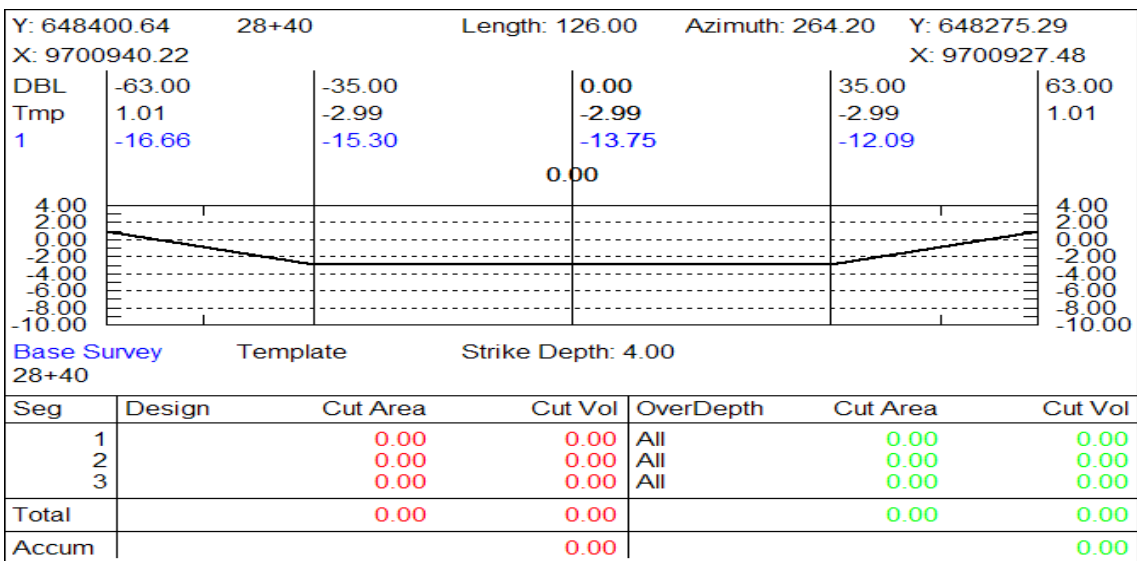 Y: 648400.64 28+40 Length: 126.00 Azimuth: 264.20 Y: 648275.29
X: 9700940.22 X: 9700927.48
DBL -63.00 -35.00 0.00 35.00 63.00
Tmp 1.01 -2.99 -2.99 -2.99 1.01
1 -16.66 -15.30 -13.75 -12.09
0.00
4.00 4.00
2.00 2.00
0.00 0.00
-2.00 -2.00
-4.00 -4.00
-6.00 -6.00
-8.00 -8.00
-10.00 -10.00
Base Survey Template Strike Depth: 4.00
28+40
Seg Design Cut Area Cut Vol OverDepth Cut Area Cut Vol
1 0.00 0.00 All 0.00 0.00
2 0.00 0.00 All 0.00 0.00
3 0.00 0.00 All 0.00 0.00
Total 0.00 0.00 0.00 0.00
Accum 0.00 0.00